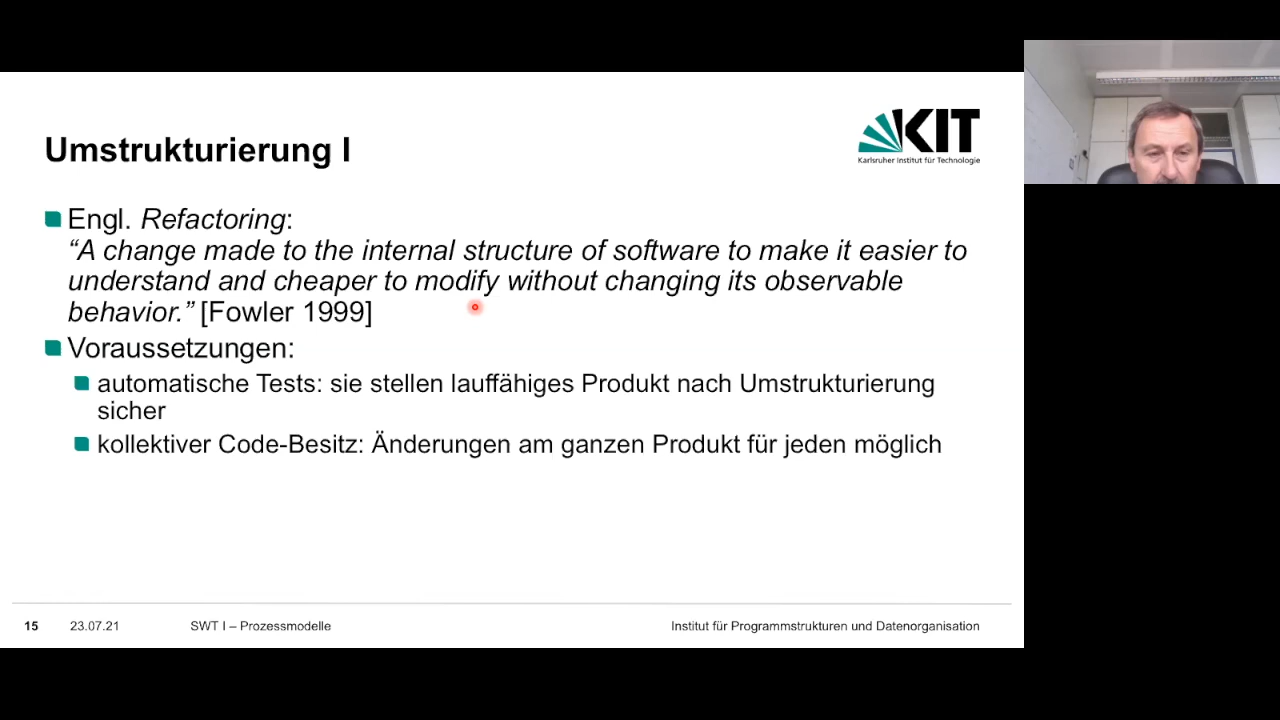 Umstrukturierung I
KIT
Karlsruher Institut für Technologie
Engl. Refactoring:
“A change made to the internal structure of software to make it easier to
understand and cheaper to modify without changing its observable
behavior.” [Fowler 1999]
Voraussetzungen:
automatische Tests: sie stellen lauffähiges Produkt nach Umstrukturierung
sicher
kollektiver Code-Besitz: Änderungen am ganzen Produkt für jeden möglich
15 23.07.21 SWT I – Prozessmodelle Institut für Programmstrukturen und Datenorganisation